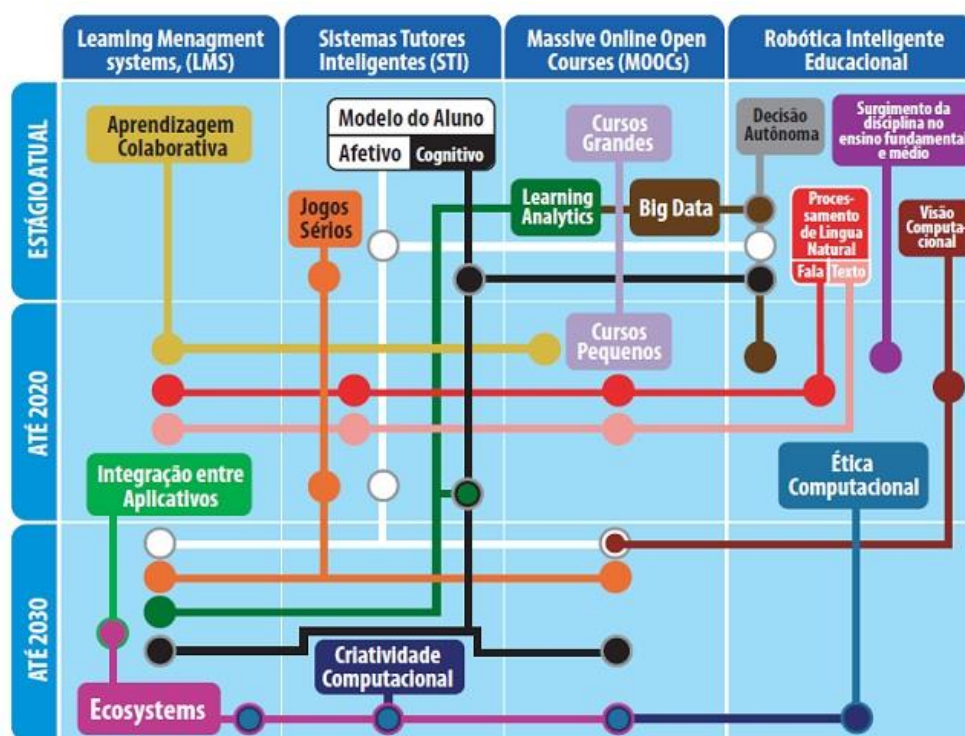 Leaming Menagment
systems, (LMS)
Sistemas Tutores
Inteligentes (STI)
Massive Online Open
Courses (MOOCs)
Robótica Inteligente
Educacional
ESTÁGIO ATUAL
Aprendizagem
Colaborativa
Modelo do Aluno
Afetivo
Cognitivo
Jogos
Sérios
Cursos
Grandes
Learning
Analytics
Big Data
Decisão
Autônoma
Surgimento da
disciplina no
ensino fundamental
e médio
Proces-
samento
de Lingua
Natural
Fala
Texto
Visão
Computa-
cional
ATÉ 2020
Cursos
Pequenos
Integração entre
Aplicativos
Ética
Computacional
ATÉ 2030
Criatividade
Computacional
Ecosystems